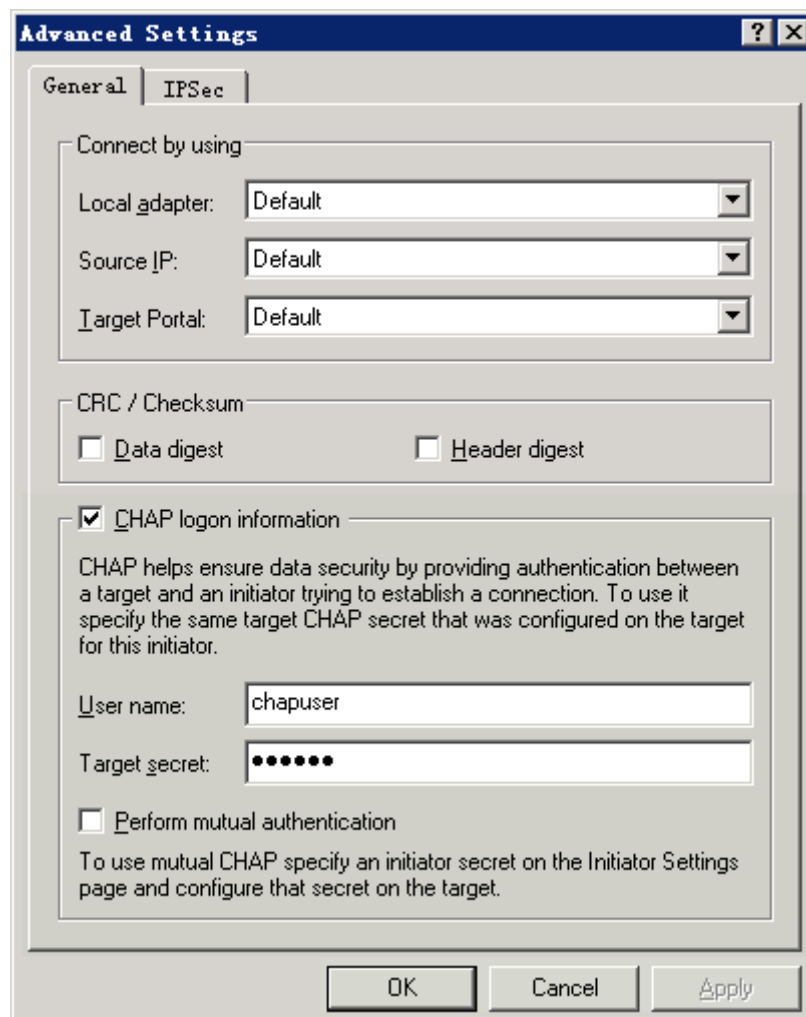 Advanced Settings
General
IPSec
Connect by using
Local adapter: Default
Source IP: Default
Target Portal: Default
CRC / Checksum
Data digest
Header digest
CHAP logon information
CHAP helps ensure data security by providing authentication between
a target and an initiator trying to establish a connection. To use it
specify the same target CHAP secret that was configured on the target
for this initiator.
User name: chapuser
Target secret: ●●●●●●
Perform mutual authentication
To use mutual CHAP specify an initiator secret on the Initiator Settings
page and configure that secret on the target.
OK
Cancel
Apply